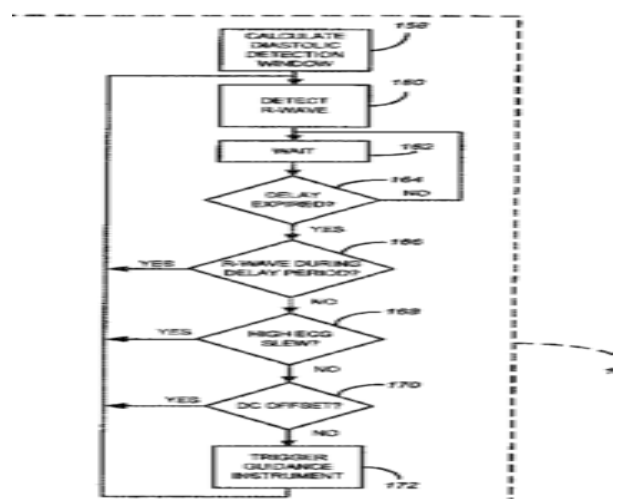 158
CALCULATE
DIASTOLIC
DETECTION
WINDOW
160
DETECT
R-WAVE
WAIT
162
164
DELAY
EXPIRED?
NO
YES
166
YES
R-WAVE DURING
DELAY PERIOD?
NO
168
YES
HIGH ECG
SLEW?
NO
170
YES
DC OFFSET?
NO
TRIGGER
GUIDANCE
INSTRUMENT
172